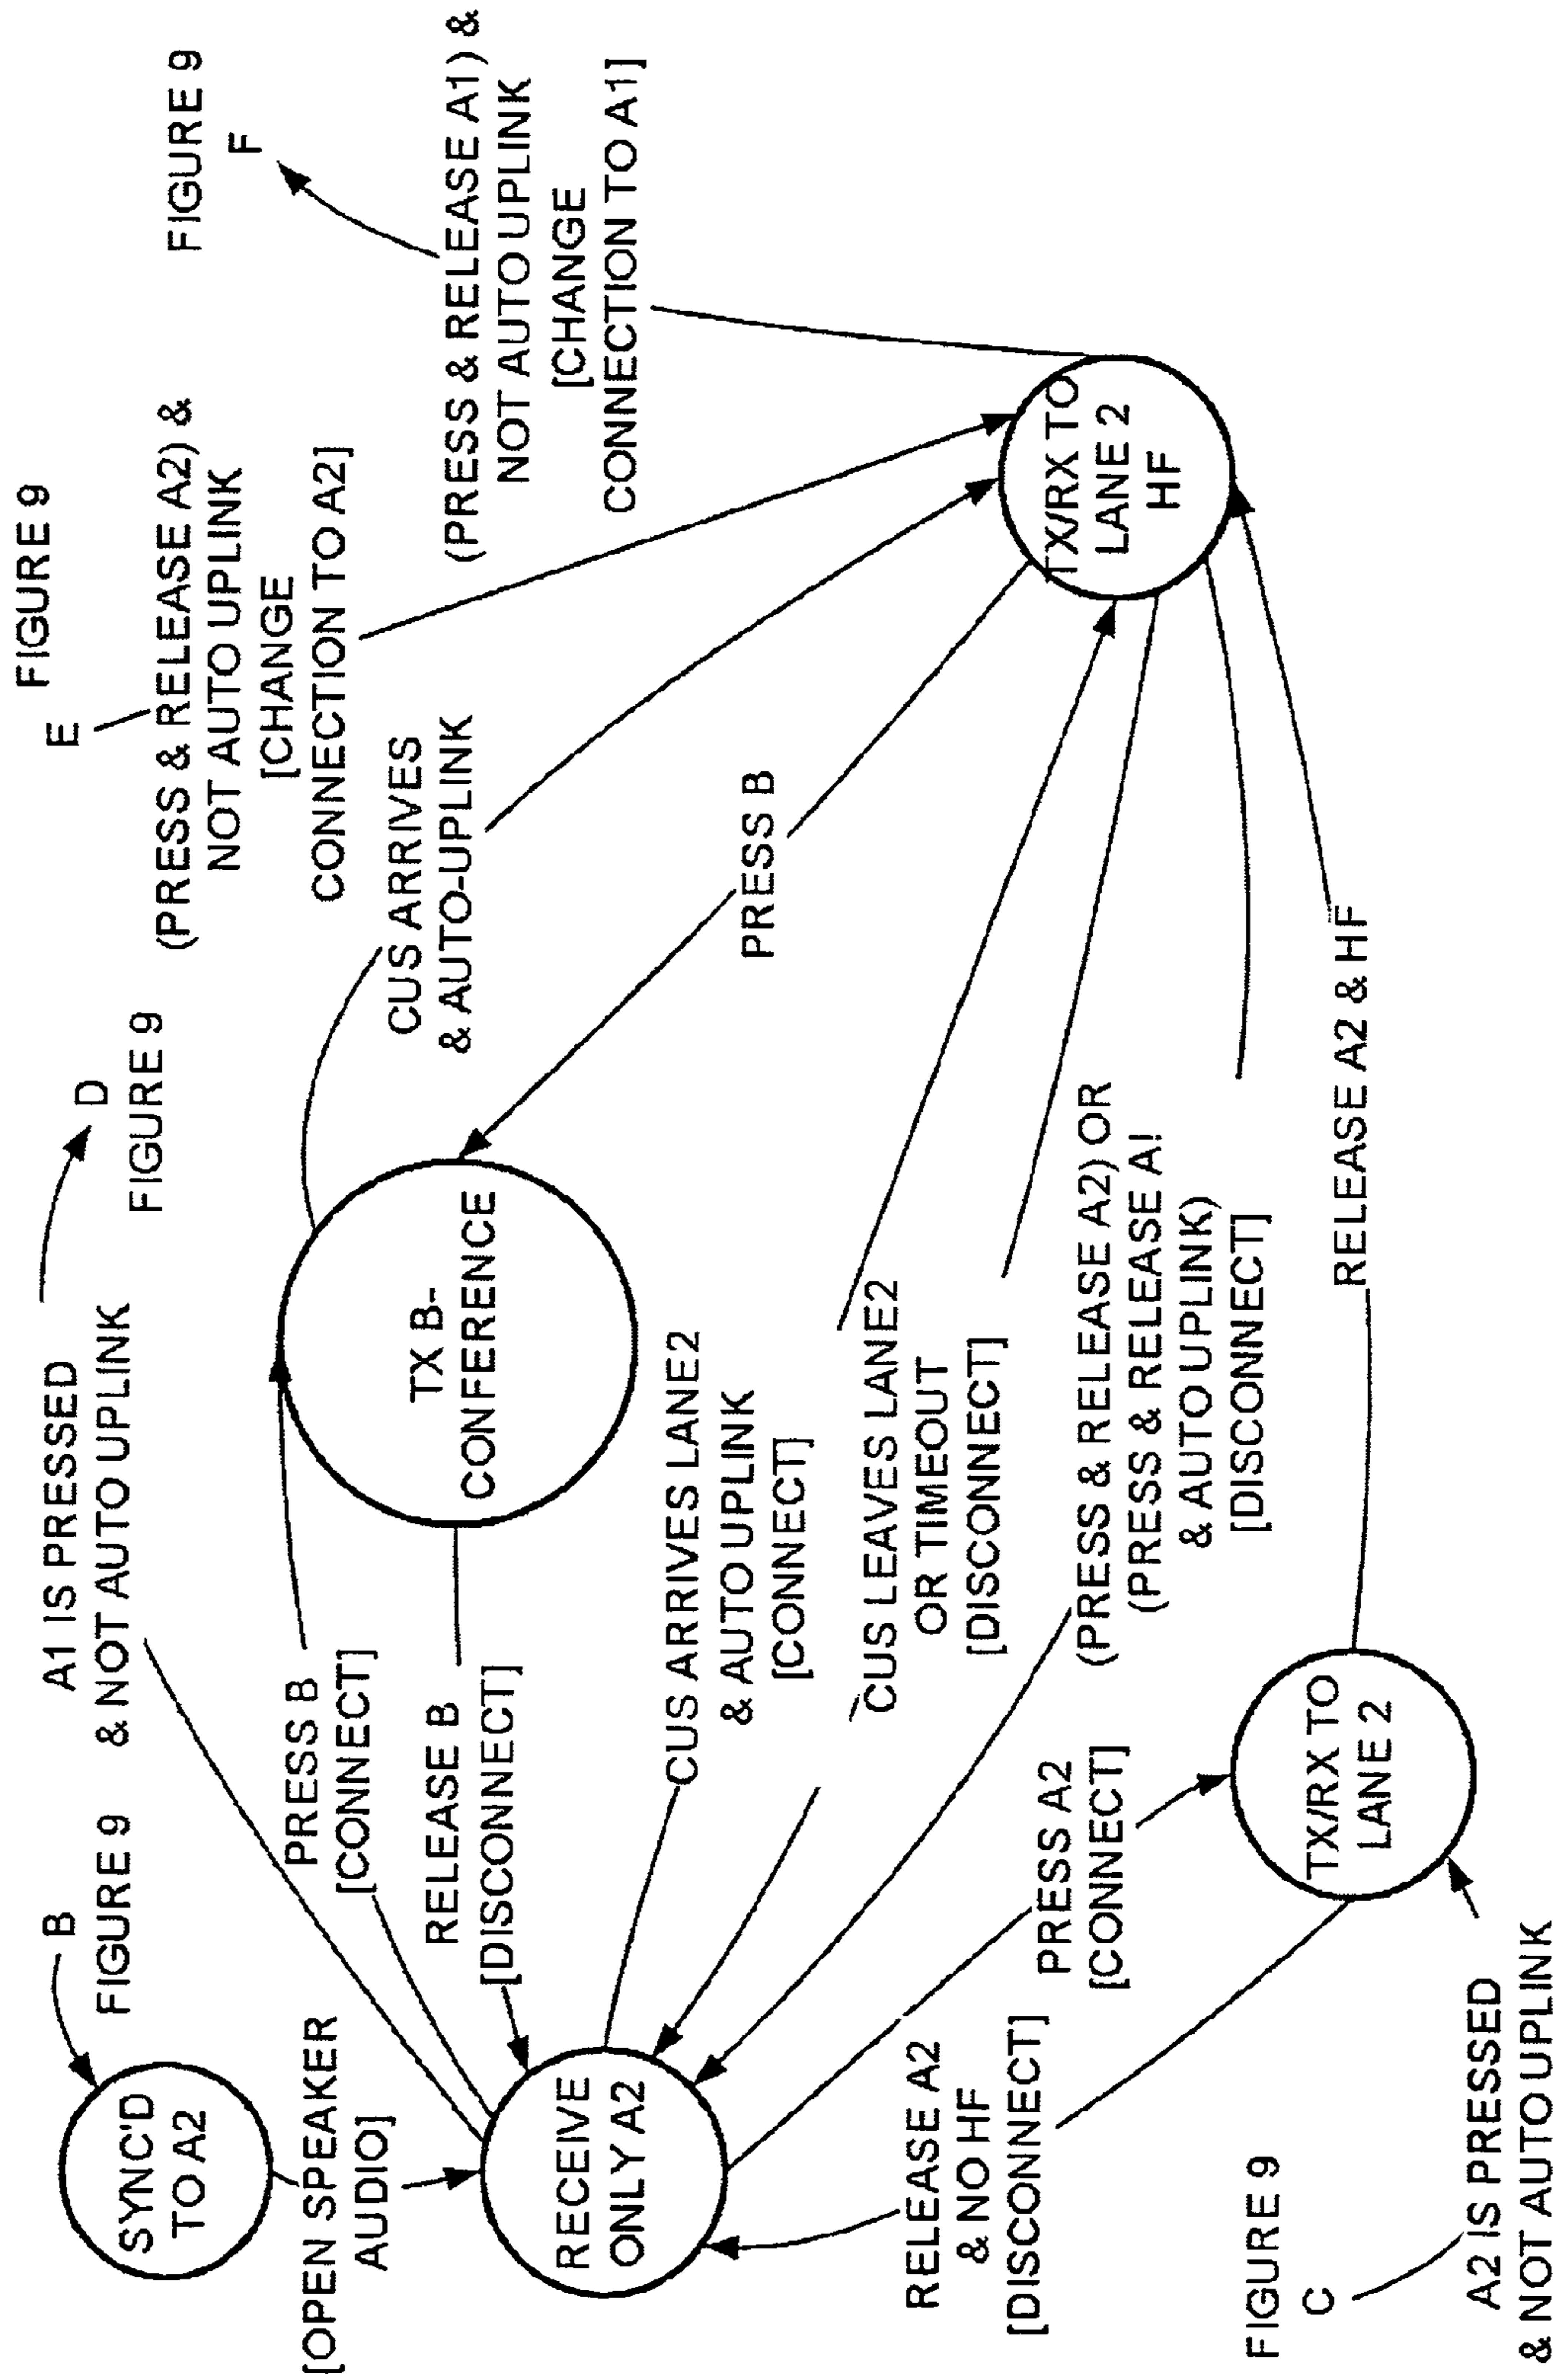 B
FIGURE 9
A1 IS PRESSED
& NOT AUTO UPLINK
D
FIGURE 9
E
FIGURE 9
(PRESS & RELEASE A2) &
NOT AUTO UPLINK
[CHANGE
CONNECTION TO A2]
FIGURE 9
F
(PRESS & RELEASE A1) &
NOT AUTO UPLINK
[CHANGE
CONNECTION TO A1]
SYNC'D
TO A2
[OPEN SPEAKER
AUDIO]
PRESS B
[CONNECT]
RELEASE B
[DISCONNECT]
TX B-
CONFERENCE
CUS ARRIVES
& AUTO-UPLINK
PRESS B
RECEIVE
ONLY A2
CUS ARRIVES LANE2
& AUTO UPLINK
[CONNECT]
CUS LEAVES LANE2
OR TIMEOUT
[DISCONNECT]
TX/RX TO
LANE 2
HF
(PRESS & RELEASE A2) OR
(PRESS & RELEASE A!
& AUTO UPLINK)
[DISCONNECT]
RELEASE A2
& NO HF
[DISCONNECT]
PRESS A2
[CONNECT]
TX/RX TO
LANE 2
RELEASE A2 & HF
FIGURE 9
C
A2 IS PRESSED
& NOT AUTO UPLINK